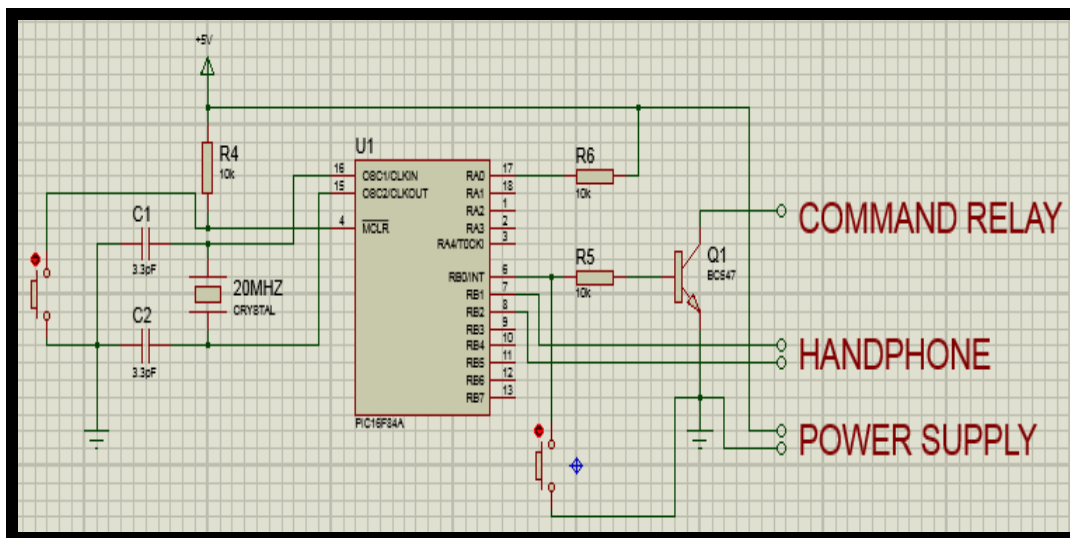 +5V
R4
10k
C1
3.3pF
20MHZ
CRYSTAL
C2
3.3pF
U1
16
OSC1/CLKIN
15
OSC2/CLKOUT
4
MCLR
RA0
17
RA1
18
RA2
1
RA3
2
RA4/T0CKI
3
RB0/INT
6
RB1
7
RB2
8
RB3
9
RB4
10
RB5
11
RB6
12
RB7
13
PIC16F84A
R6
10k
R5
10k
Q1
BC547
COMMAND RELAY
HANDPHONE
POWER SUPPLY